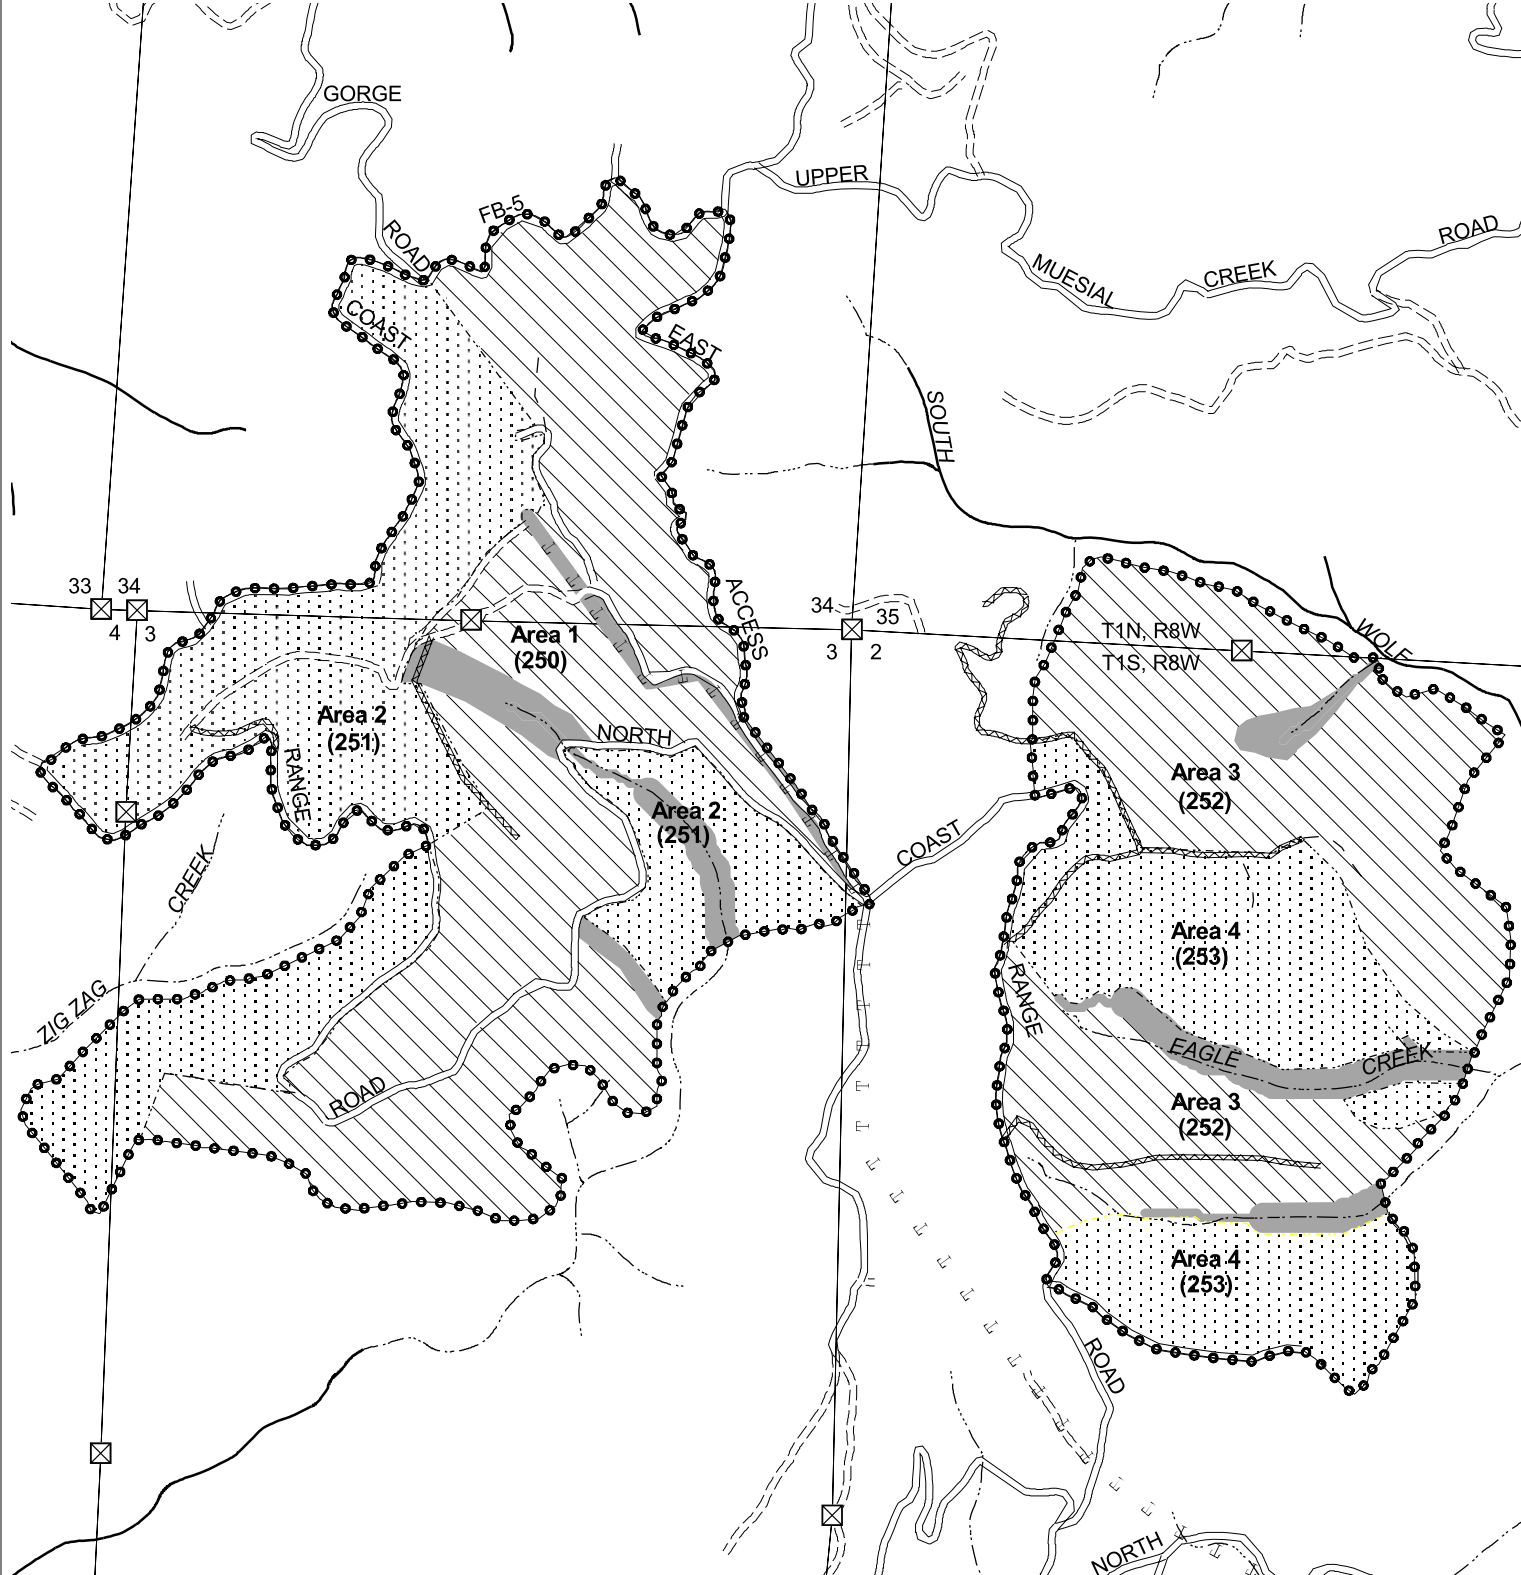 GORGE
UPPER
FB-5
ROAD
ROAD
MUESIAL
CREEK
COAST
EAST
SOUTH
33 34
4 3
ACCESS
34 35
3 2
Area 1
(250)
T1N, R8W
T1S, R8W
WOLF
Area 2
(251)
NORTH
RANGE
Area 3
(252)
Area 2
(251)
COAST
CREEK
Area 4
(253)
ZIG ZAG
RANGE
EAGLE
CREEK
ROAD
Area 3
(252)
Area 4
(253)
ROAD
NORTH